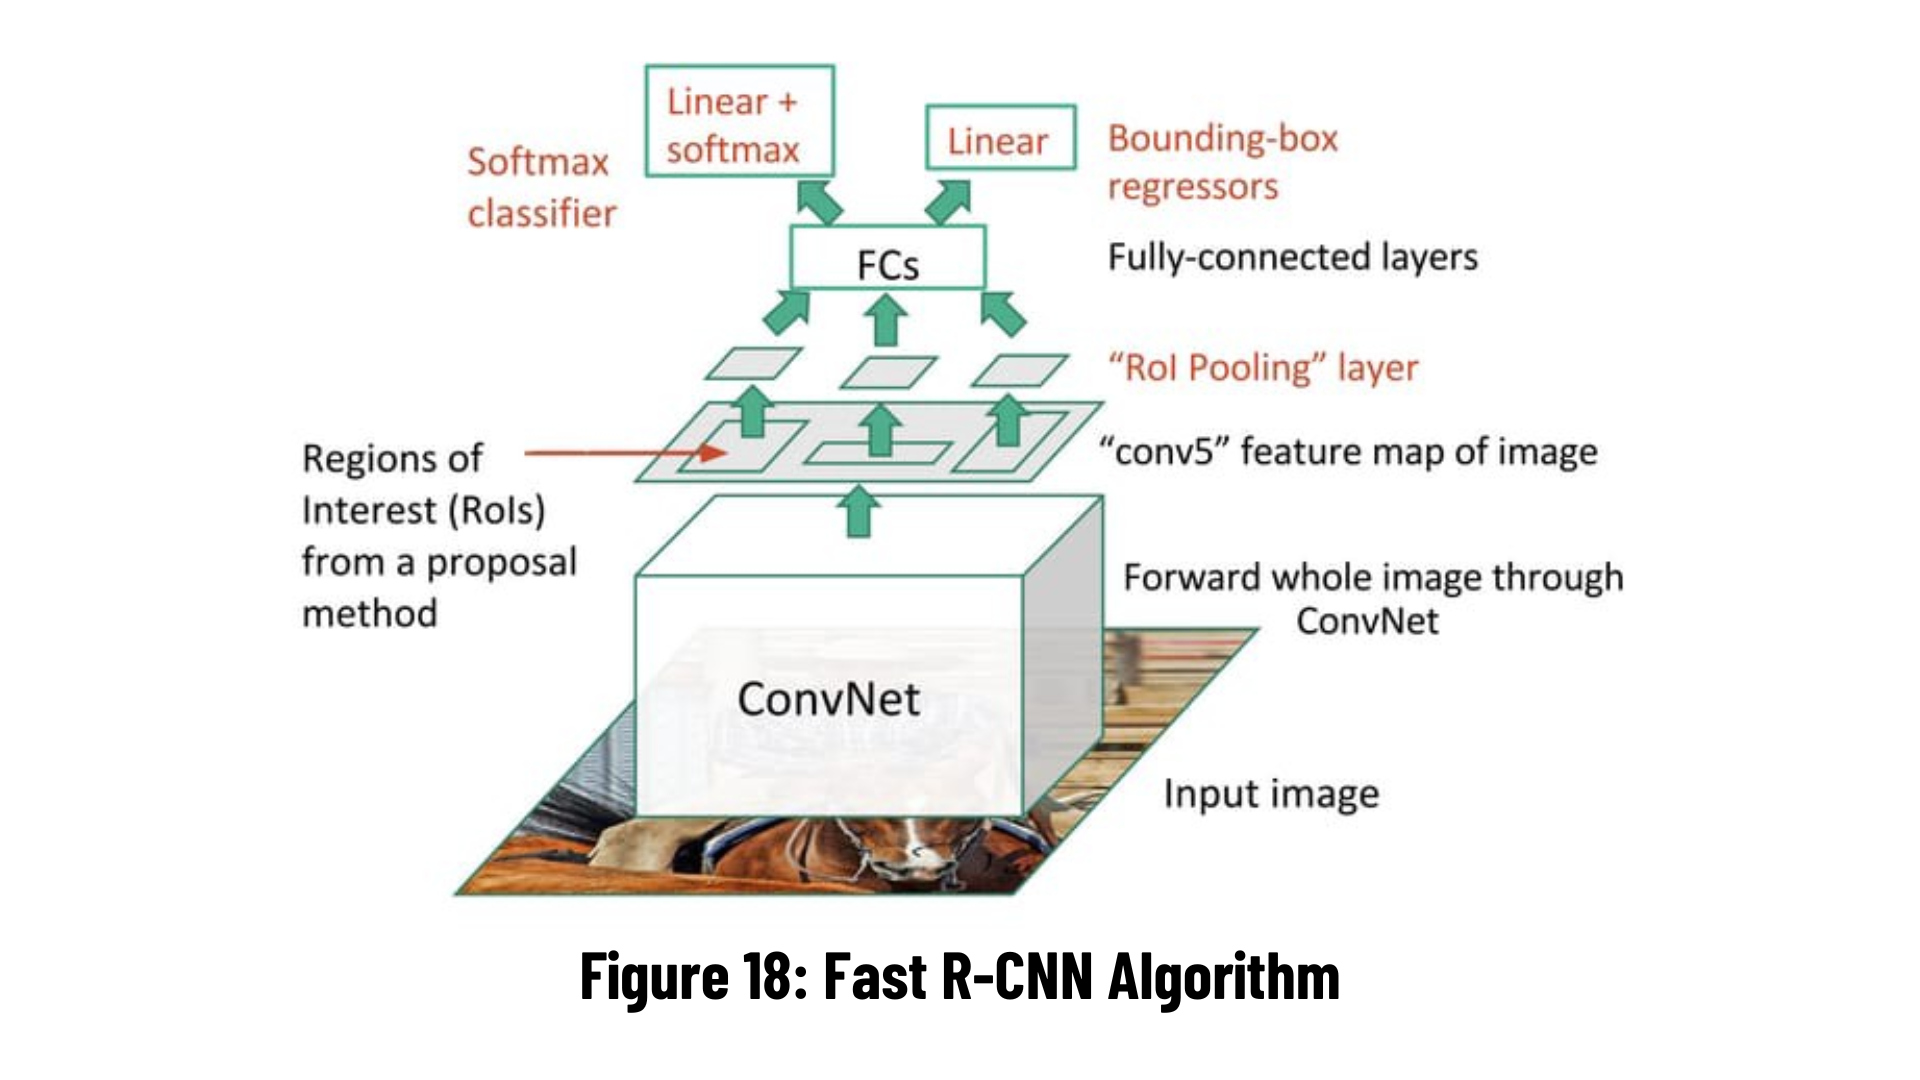 Linear +
softmax
Linear
Softmax
classifier
Bounding-box
regressors
FCs
Fully-connected layers
“RoI Pooling” layer
Regions of
Interest (RoIs)
from a proposal
method
“conv5” feature map of image
Forward whole image through
ConvNet
ConvNet
Input image
Figure 18: Fast R-CNN Algorithm